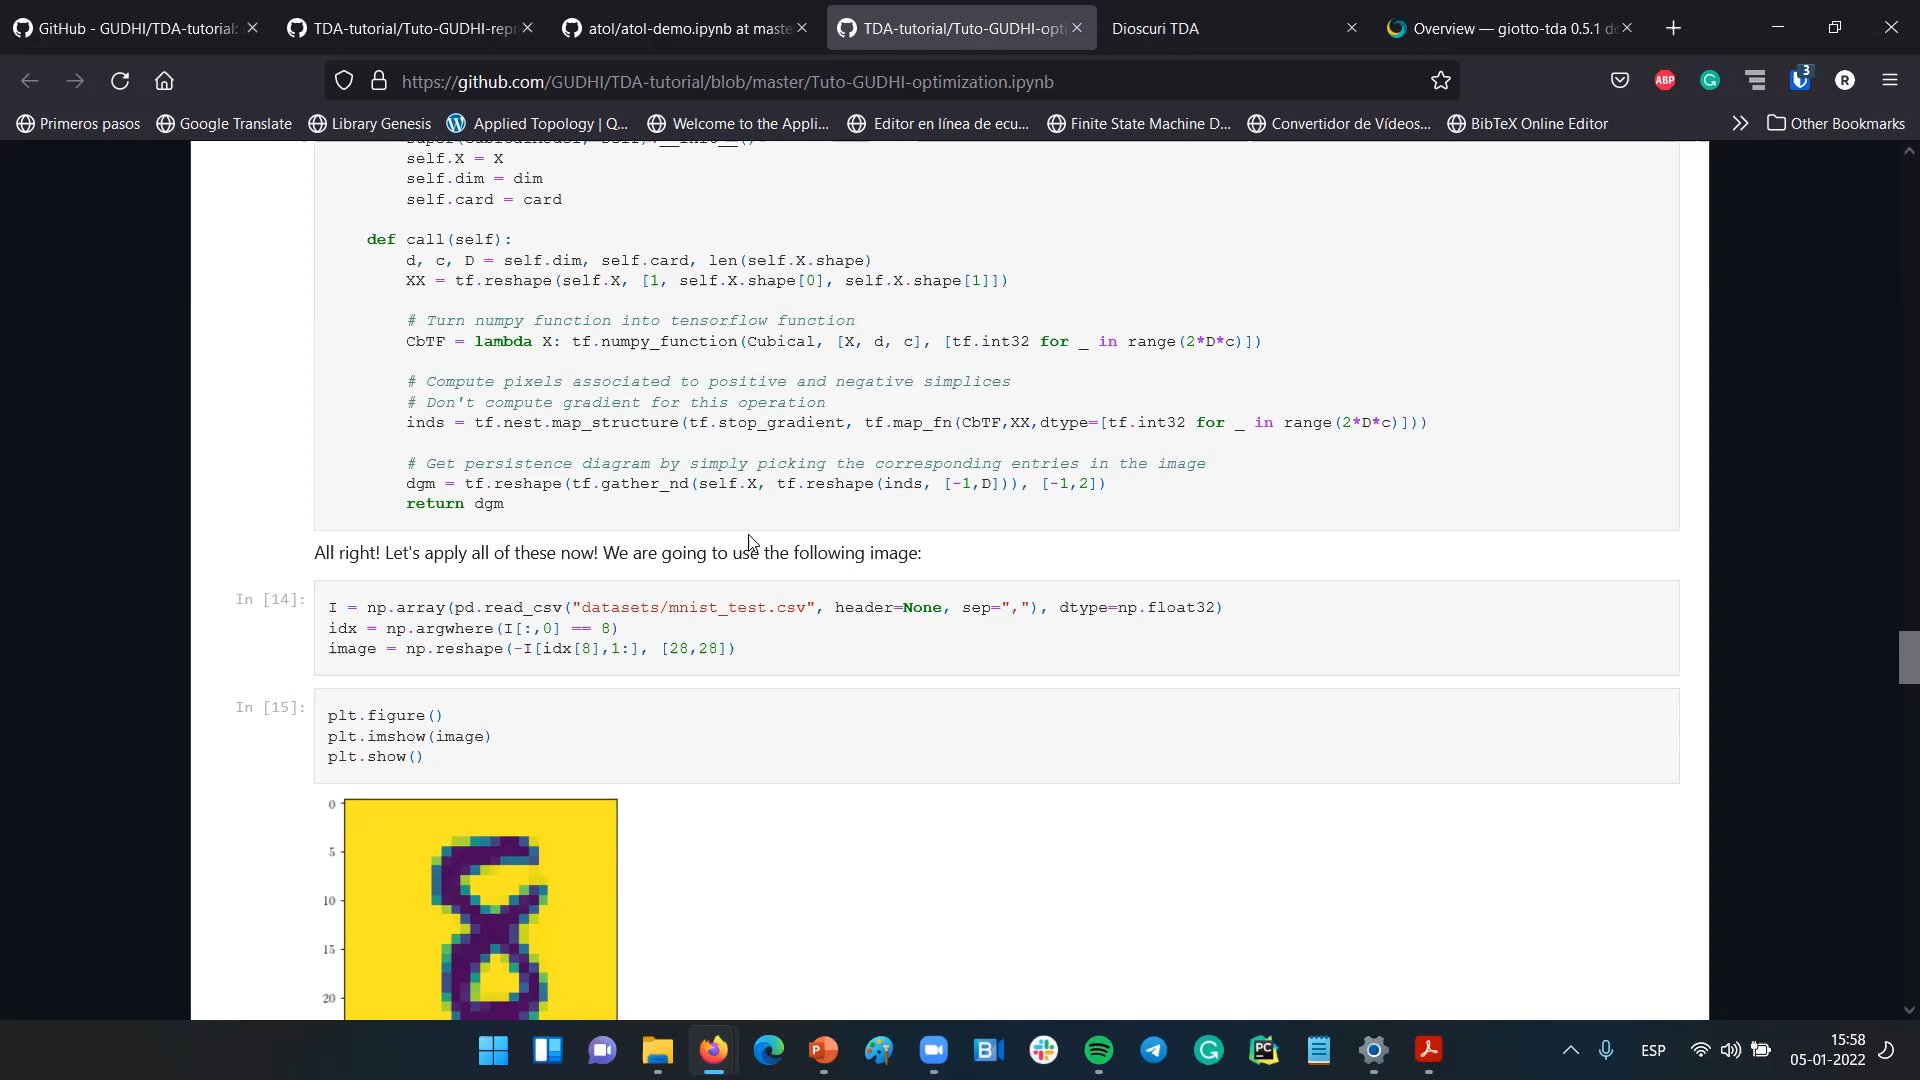 GitHub - GUDHI/TDA-tutorial:
TDA-tutorial/Tuto-GUDHI-repr
atol/atol-demo.ipynb at maste
TDA-tutorial/Tuto-GUDHI-opti
Dioscuri TDA
Overview — giotto-tda 0.5.1 do
https://github.com/GUDHI/TDA-tutorial/blob/master/Tuto-GUDHI-optimization.ipynb
ABP
3
R
Primeros pasos
Google Translate
Library Genesis
Applied Topology | Q...
Welcome to the Appli...
Editor en línea de ecu...
Finite State Machine D...
Convertidor de Vídeos...
BibTeX Online Editor
Other Bookmarks
super(CubicalModel, self).__init__()
self.X = X
self.dim = dim
self.card = card
def call(self):
d, c, D = self.dim, self.card, len(self.X.shape)
XX = tf.reshape(self.X, [1, self.X.shape[0], self.X.shape[1]])
# Turn numpy function into tensorflow function
CbTF = lambda X: tf.numpy_function(Cubical, [X, d, c], [tf.int32 for _ in range(2*D*c)])
# Compute pixels associated to positive and negative simplices
# Don't compute gradient for this operation
inds = tf.nest.map_structure(tf.stop_gradient, tf.map_fn(CbTF,XX,dtype=[tf.int32 for _ in range(2*D*c)]))
# Get persistence diagram by simply picking the corresponding entries in the image
dgm = tf.reshape(tf.gather_nd(self.X, tf.reshape(inds, [-1,D])), [-1,2])
return dgm
All right! Let's apply all of these now! We are going to use the following image:
In [14]:
I = np.array(pd.read_csv("datasets/mnist_test.csv", header=None, sep=","), dtype=np.float32)
idx = np.argwhere(I[:,0] == 8)
image = np.reshape(-I[idx[8],1:], [28,28])
In [15]:
plt.figure()
plt.imshow(image)
plt.show()
0
5
10
15
20
ESP
15:58
05-01-2022